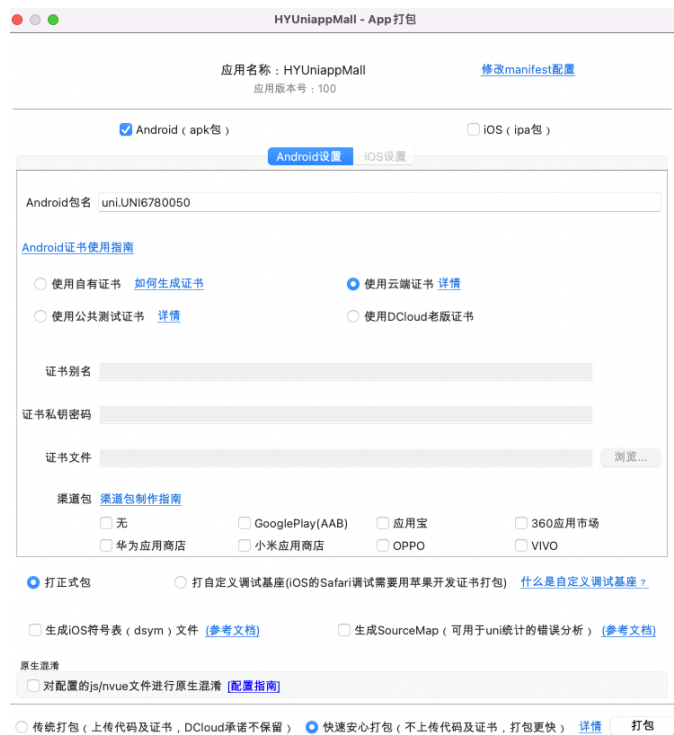 HYUniappMall - App打包
应用名称：HYUniappMall 修改manifest配置
应用版本号：100
Android（apk包） iOS（ipa包）
Android设置 iOS设置
Android包名 uni.UNI6780050
Android证书使用指南
使用自有证书 如何生成证书 使用云端证书 详情
使用公共测试证书 详情 使用DCloud老版证书
证书别名
证书私钥密码
证书文件 浏览...
渠道包 渠道包制作指南
无 GooglePlay(AAB) 应用宝 360应用市场
华为应用商店 小米应用商店 OPPO VIVO
打正式包 打自定义调试基座(iOS的Safari调试需要用苹果开发证书打包) 什么是自定义调试基座？
生成iOS符号表（dsym）文件 (参考文档) 生成SourceMap（可用于uni统计的错误分析） (参考文档)
原生混淆
对配置的js/nvue文件进行原生混淆 [配置指南]
传统打包（上传代码及证书，DCloud承诺不保留） 快速安心打包（不上传代码及证书，打包更快） 详情 打包